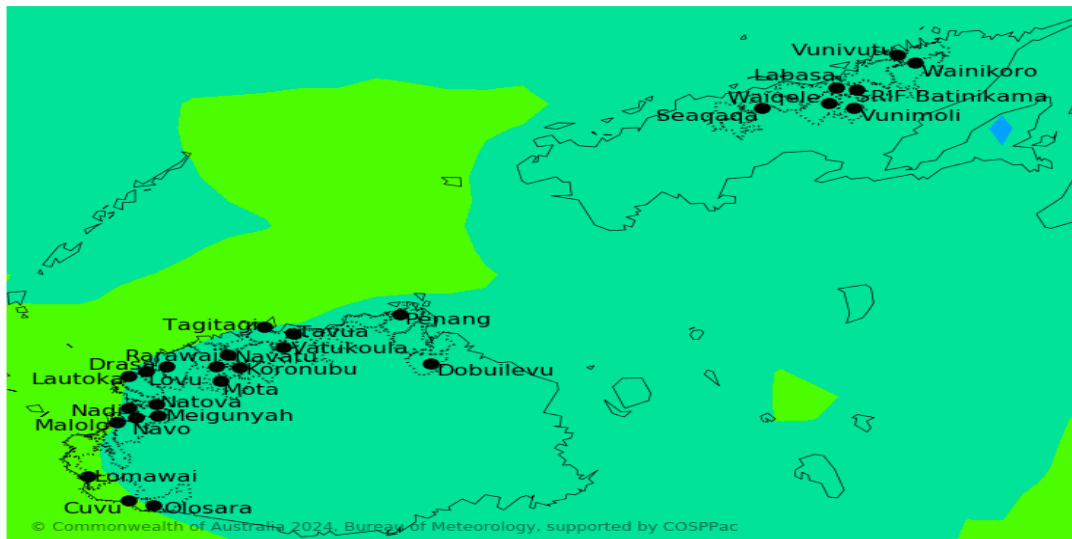 Vunivutu
Wainikoro
Labasa
SRIF Batinikama
Waiqele
Seaqaqa
Vunimoli
Penang
Tagitagi
Tavua
Vatukoula
Rarawai
Navatu
Drasa
Koronubu
Dobuilevu
Lautoka
Lovu
Mota
Natova
Nadi
Meigunyah
Malolo
Navo
Lomawai
Cuvu
Olosara
© Commonwealth of Australia 2024, Bureau of Meteorology, supported by COSPPac